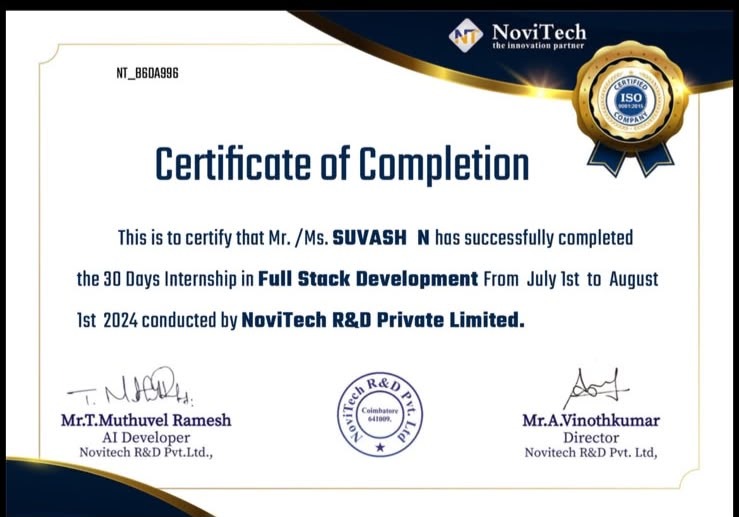 NoviTech
the innovation partner
NT_B6DA996
CERTIFIED
ISO
9001:2015
COMPANY
Certificate of Completion
This is to certify that Mr. /Ms. SUVASH N has successfully completed
the 30 Days Internship in Full Stack Development From July 1st to August
1st 2024 conducted by NoviTech R&D Private Limited.
Mr.T.Muthuvel Ramesh
AI Developer
Novitech R&D Pvt.Ltd.,
NoviTech R&D Pvt. Ltd
Coimbatore
641009.
Mr.A.Vinothkumar
Director
Novitech R&D Pvt. Ltd,